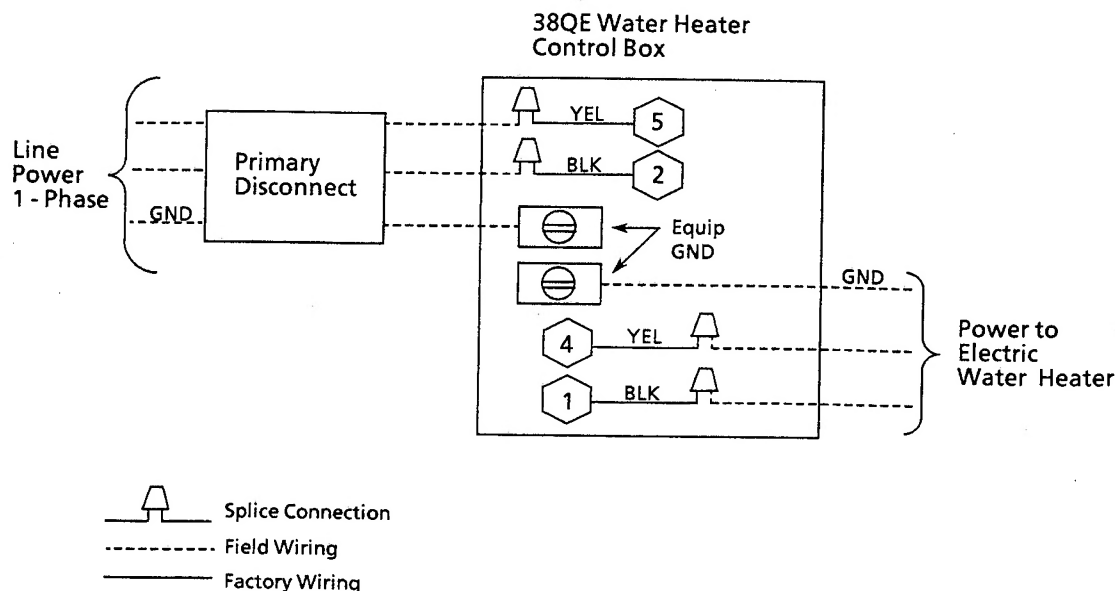 38QE Water Heater
Control Box
Line
Power
1 - Phase
GND
Primary
Disconnect
YEL
5
BLK
2
Equip
GND
GND
4
YEL
1
BLK
Power to
Electric
Water Heater
Splice Connection
Field Wiring
Factory Wiring